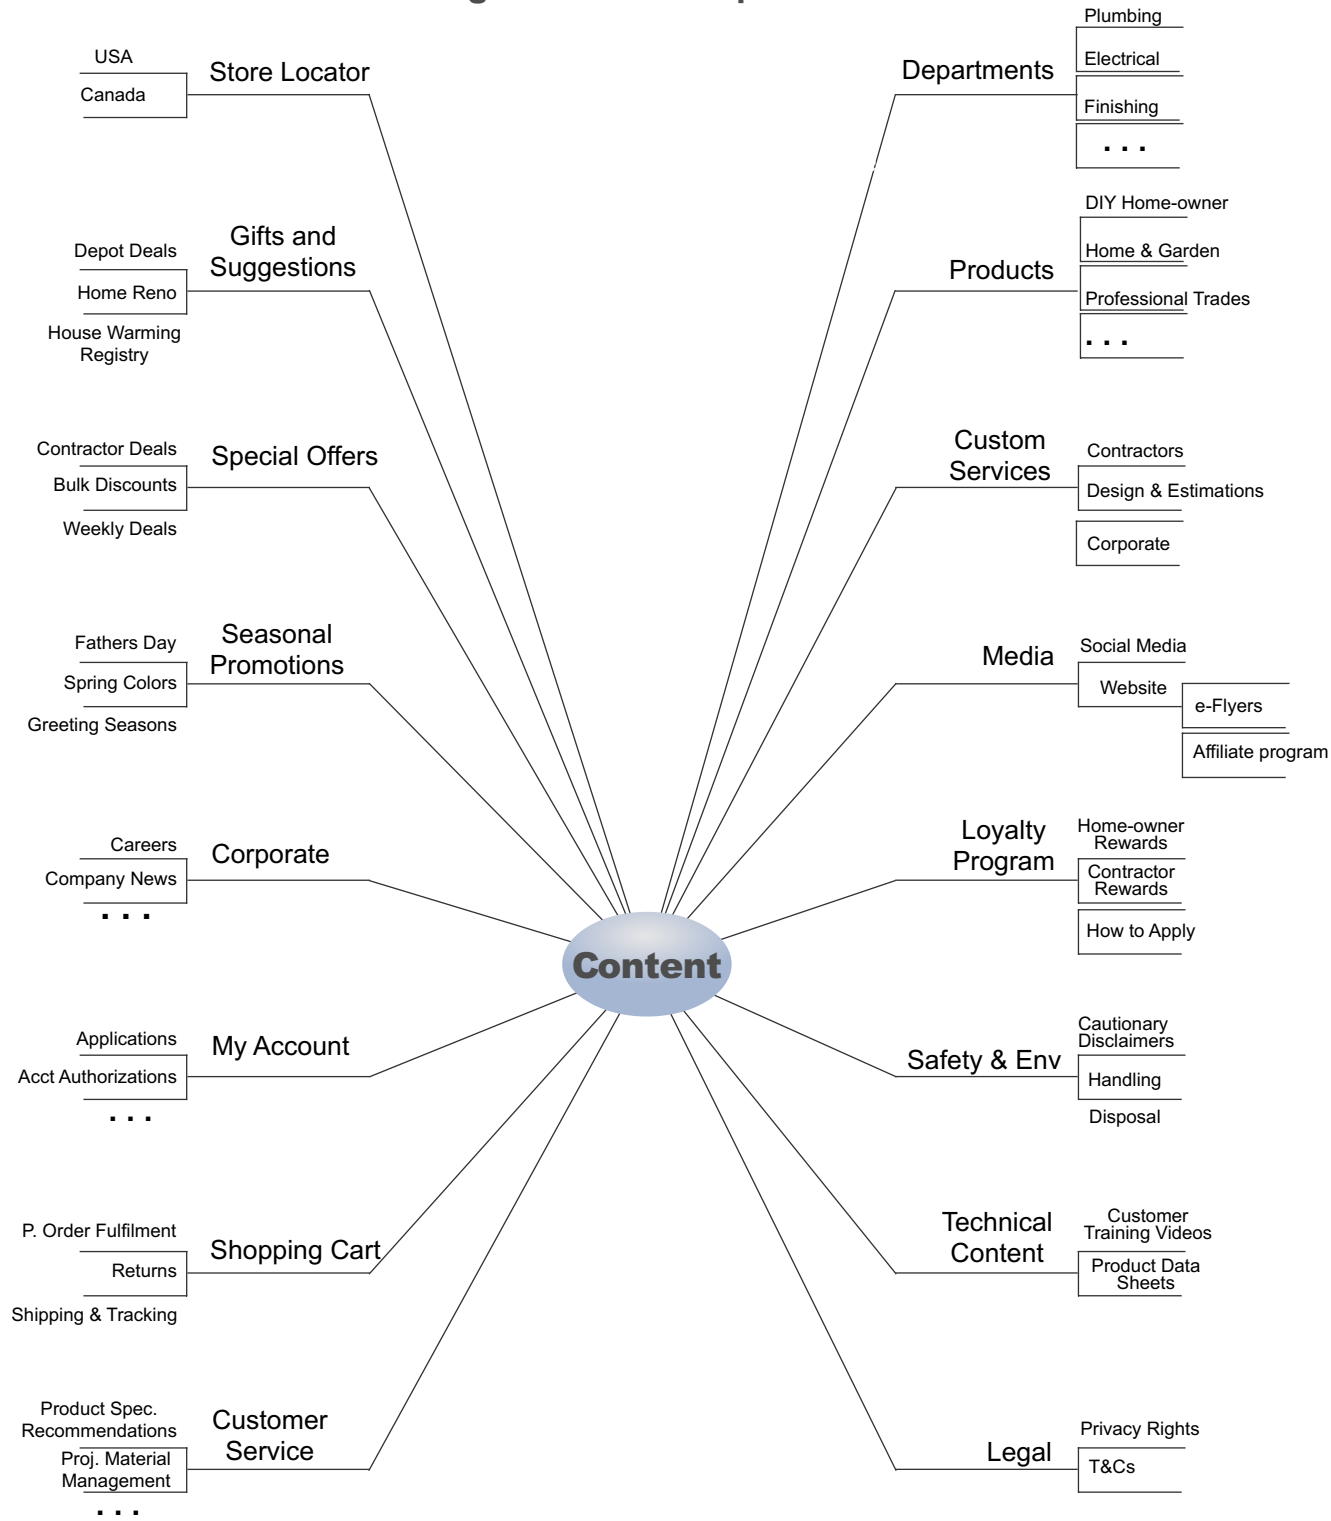 USA
Store Locator
Canada
Depot Deals
Gifts and
Suggestions
Home Reno
House Warming
Registry
Contractor Deals
Special Offers
Bulk Discounts
Weekly Deals
Fathers Day
Seasonal
Promotions
Spring Colors
Greeting Seasons
Careers
Corporate
Company News
. . .
Applications
My Account
Acct Authorizations
. . .
P. Order Fulfilment
Shopping Cart
Returns
Shipping & Tracking
Product Spec.
Recommendations
Customer
Service
Proj. Material
Management
. . .
Content
Plumbing
Departments
Electrical
Finishing
. . .
DIY Home-owner
Products
Home & Garden
Professional Trades
. . .
Custom
Services
Contractors
Design & Estimations
Corporate
Media
Social Media
Website
e-Flyers
Affiliate program
Loyalty
Program
Home-owner
Rewards
Contractor
Rewards
How to Apply
Safety & Env
Cautionary
Disclaimers
Handling
Disposal
Technical
Content
Customer
Training Videos
Product Data
Sheets
Legal
Privacy Rights
T&Cs